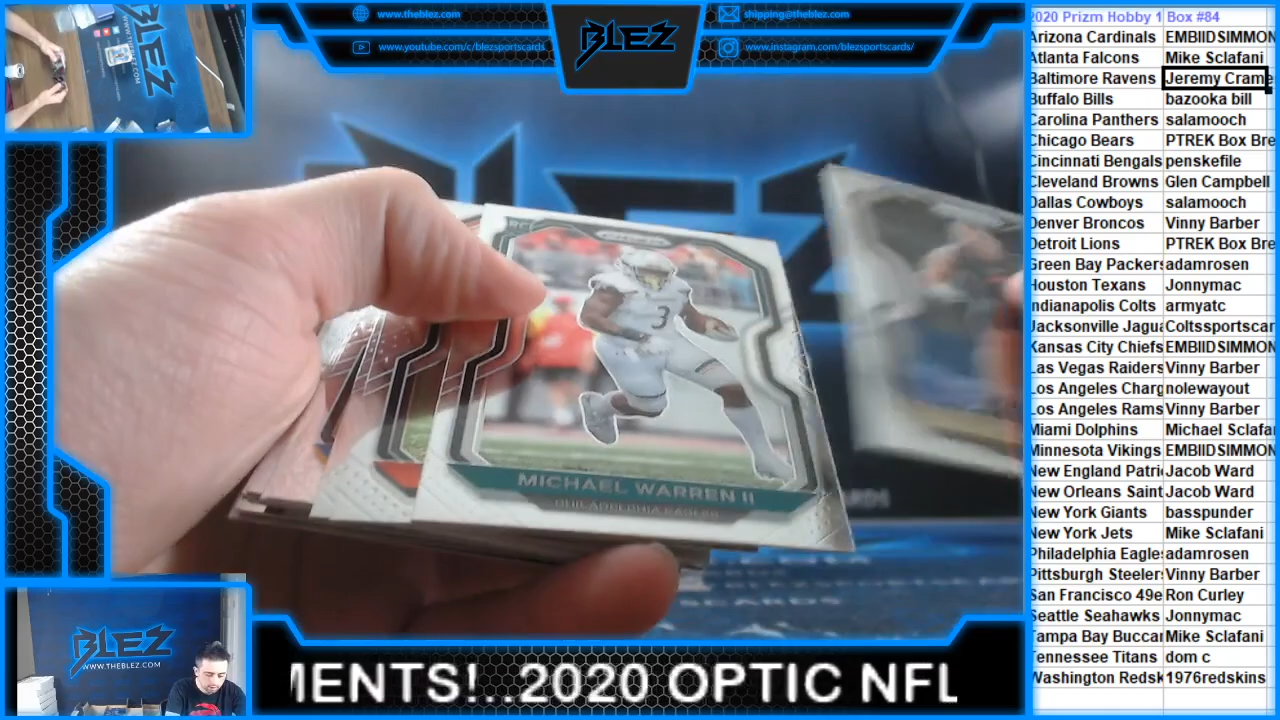 www.theblez.com
shipping@theblez.com
www.youtube.com/c/blezsportscards
BLEZ
www.instagram.com/blezsportscards/
BLEZ
RC
PRIZM
3
MICHAEL WARREN II
PHILADELPHIA EAGLES
BLEZ
WWW.THEBLEZ.COM
MENTS!..2020 OPTIC NFL
2020 Prizm Hobby 1 Box #84
Arizona Cardinals EMBIIDSIMMON
Atlanta Falcons Mike Sclafani
Baltimore Ravens Jeremy Crame
Buffalo Bills bazooka bill
Carolina Panthers salamooch
Chicago Bears PTREK Box Bre
Cincinnati Bengals penskefile
Cleveland Browns Glen Campbell
Dallas Cowboys salamooch
Denver Broncos Vinny Barber
Detroit Lions PTREK Box Bre
Green Bay Packers adamrosen
Houston Texans Jonnymac
Indianapolis Colts armyatc
Jacksonville Jagua Coltssportscar
Kansas City Chiefs EMBIIDSIMMON
Las Vegas Raiders Vinny Barber
Los Angeles Charg nolewayout
Los Angeles Rams Vinny Barber
Miami Dolphins Michael Sclafa
Minnesota Vikings EMBIIDSIMMON
New England Patri Jacob Ward
New Orleans Saint Jacob Ward
New York Giants basspunder
New York Jets Mike Sclafani
Philadelphia Eagle adamrosen
Pittsburgh Steelers Vinny Barber
San Francisco 49e Ron Curley
Seattle Seahawks Jonnymac
Tampa Bay Buccar Mike Sclafani
Tennessee Titans dom c
Washington Redsk 1976redskins